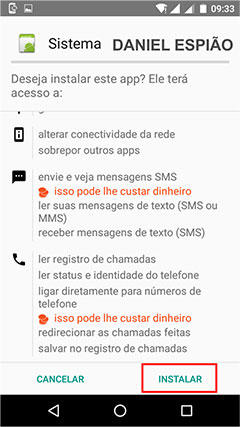 09:33
Sistema DANIEL ESPIÃO
Deseja instalar este app? Ele terá
acesso a:
alterar conectividade da rede
sobrepor outros apps
envie e veja mensagens SMS
isso pode lhe custar dinheiro
ler suas mensagens de texto (SMS ou
MMS)
receber mensagens de texto (SMS)
ler registro de chamadas
ler status e identidade do telefone
ligar diretamente para números de
telefone
isso pode lhe custar dinheiro
redirecionar as chamadas feitas
salvar no registro de chamadas
CANCELAR INSTALAR